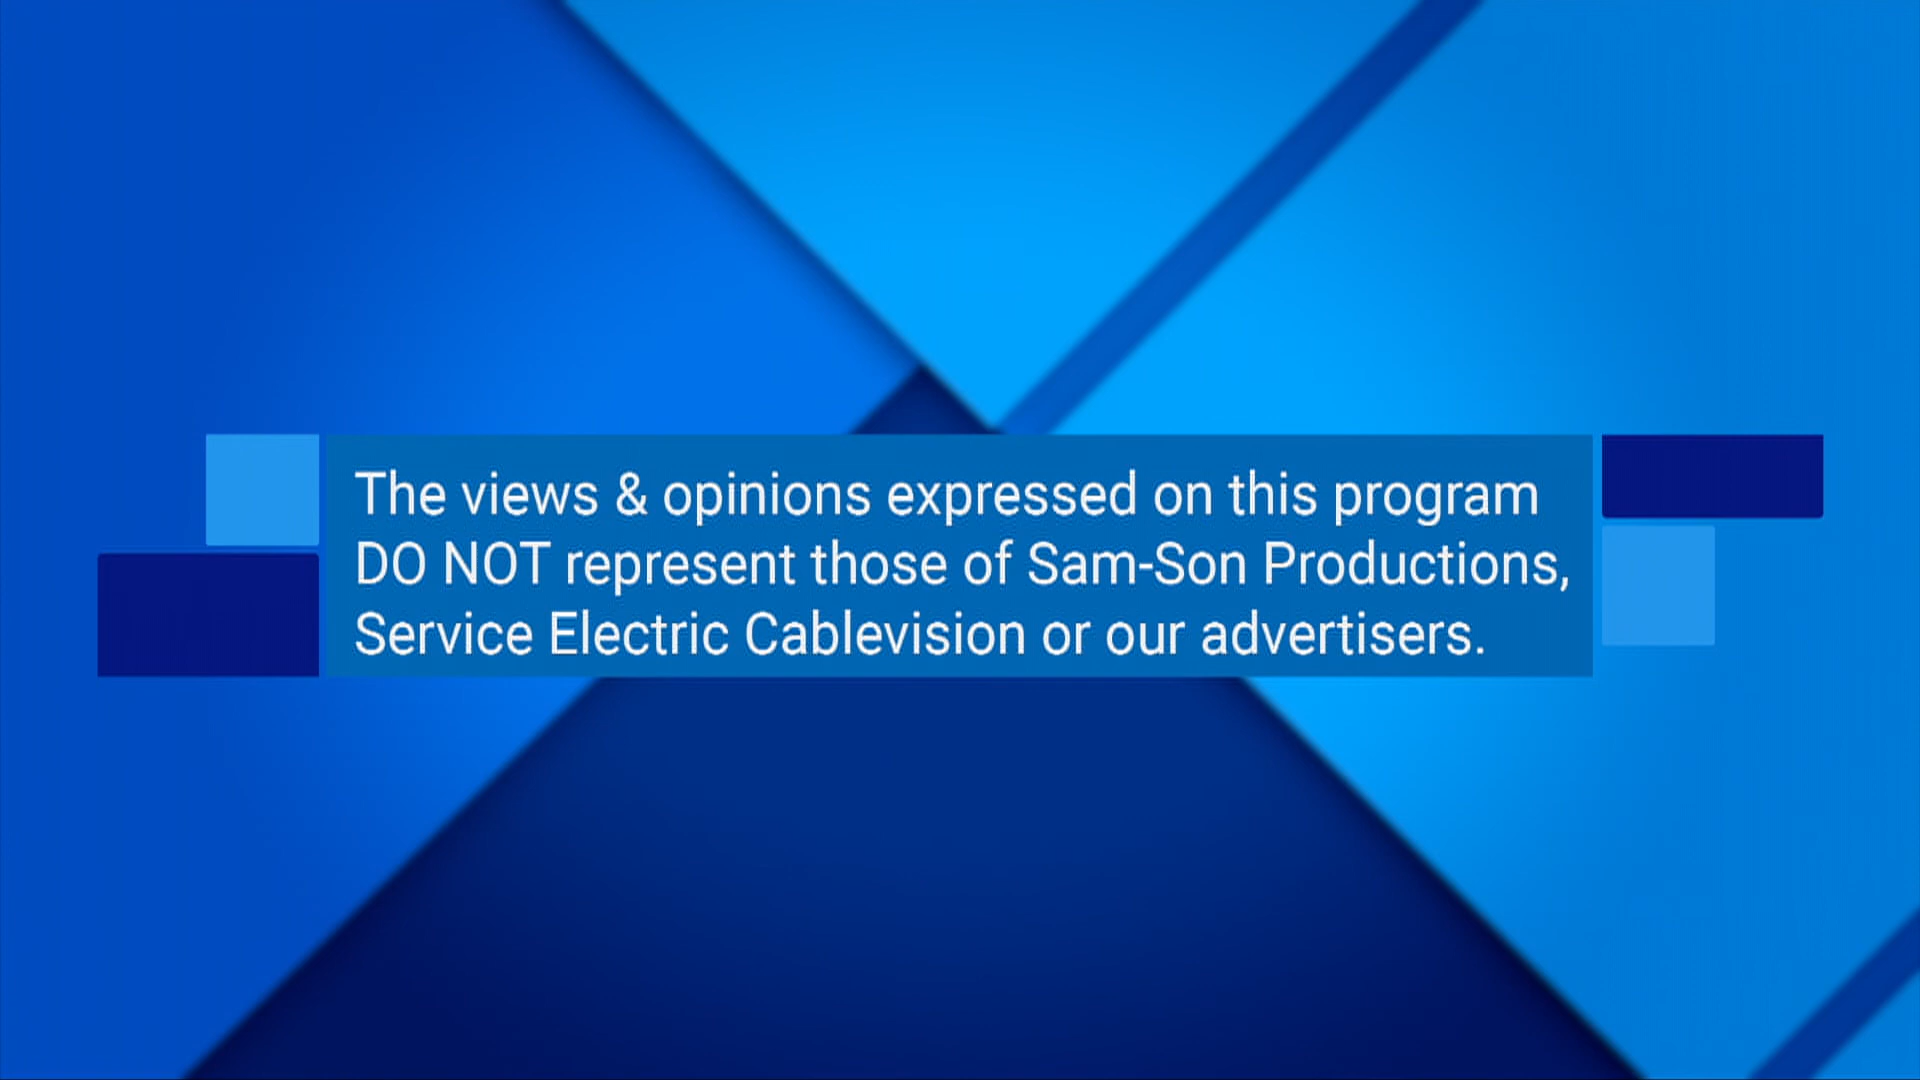 The views & opinions expressed on this program
DO NOT represent those of Sam-Son Productions,
Service Electric Cablevision or our advertisers.